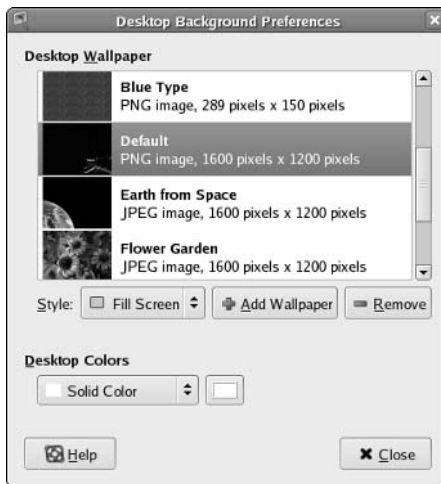 Desktop Background Preferences
Desktop Wallpaper
Blue Type
PNG image, 289 pixels x 150 pixels
Default
PNG image, 1600 pixels x 1200 pixels
Earth from Space
JPEG image, 1600 pixels x 1200 pixels
Flower Garden
JPEG image, 1600 pixels x 1200 pixels
Style: Fill Screen Add Wallpaper Remove
Desktop Colors
Solid Color
Help Close